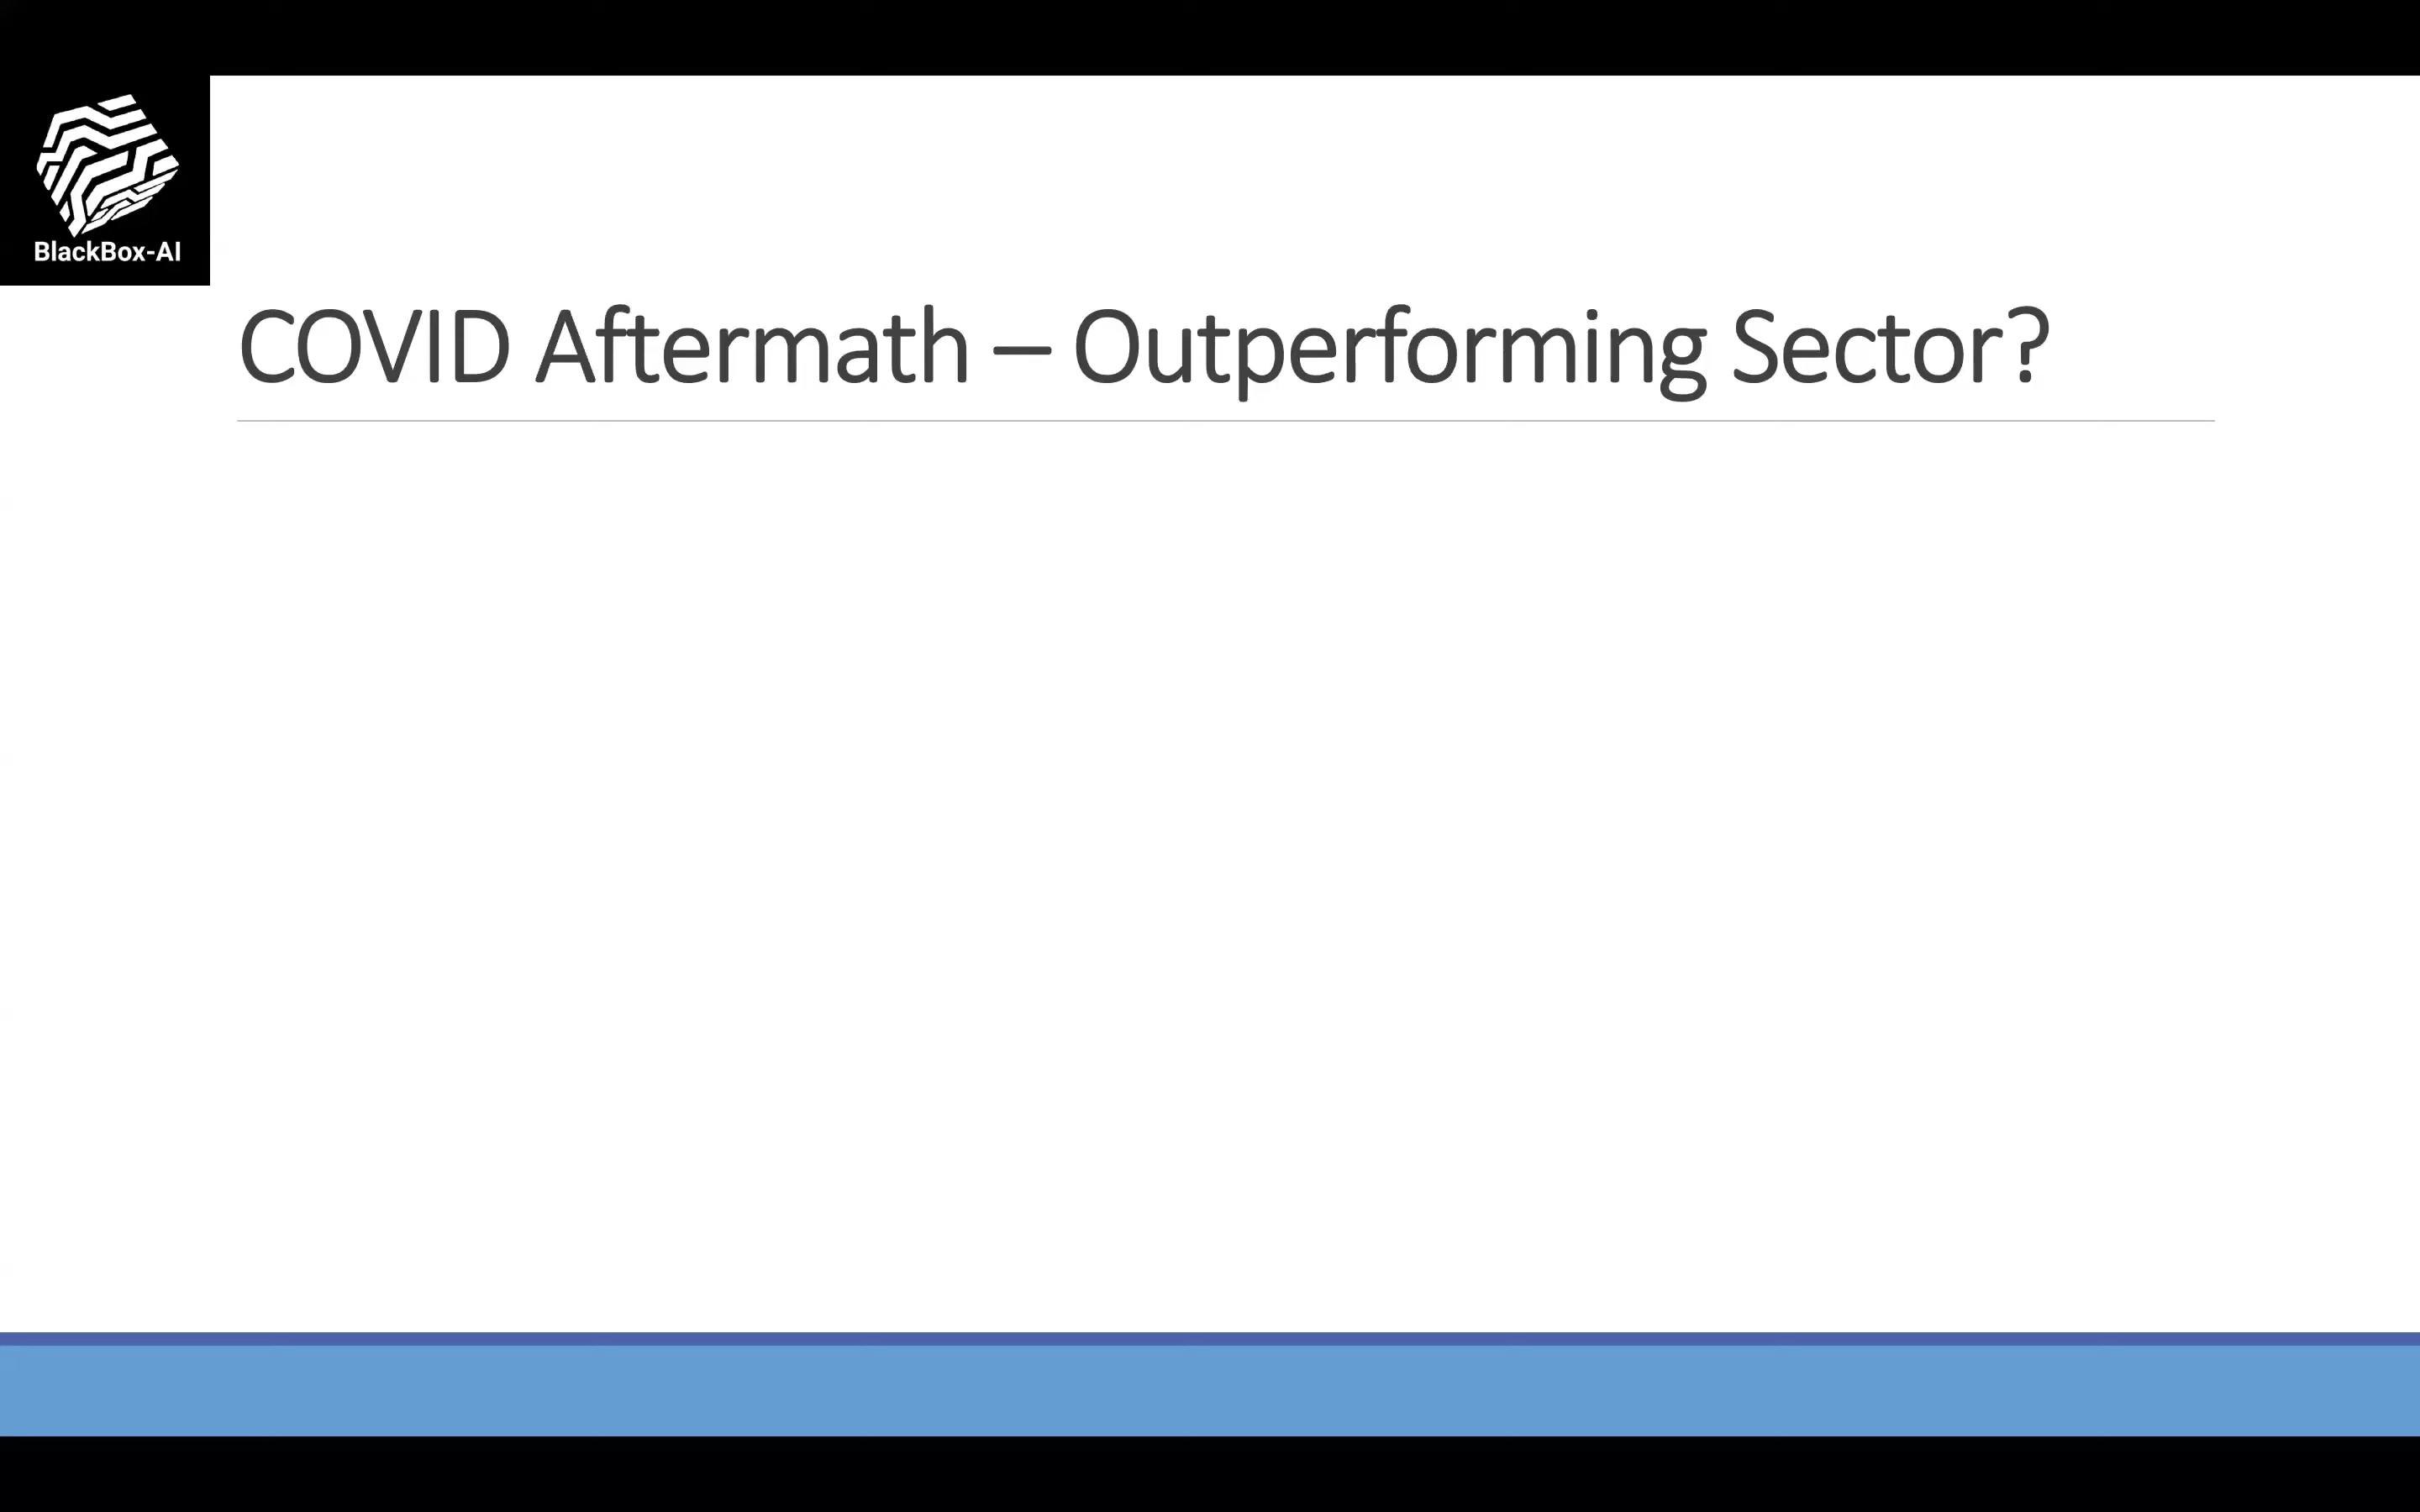 BlackBox-AI
COVID Aftermath – Outperforming Sector?